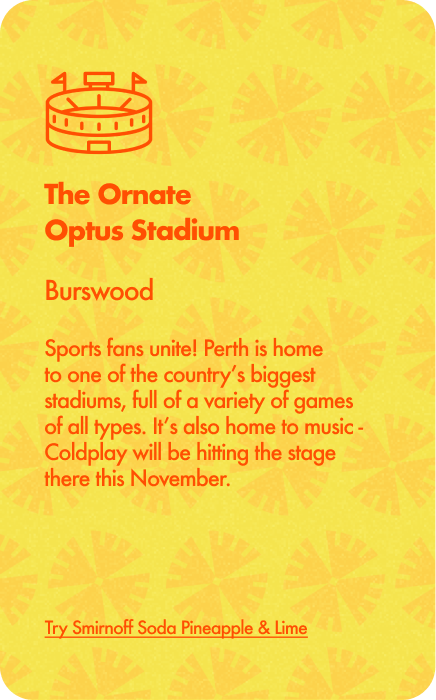 The Ornate
Optus Stadium
Burswood
Sports fans unite! Perth is home
to one of the country’s biggest
stadiums, full of a variety of games
of all types. It’s also home to music -
Coldplay will be hitting the stage
there this November.
Try Smirnoff Soda Pineapple & Lime